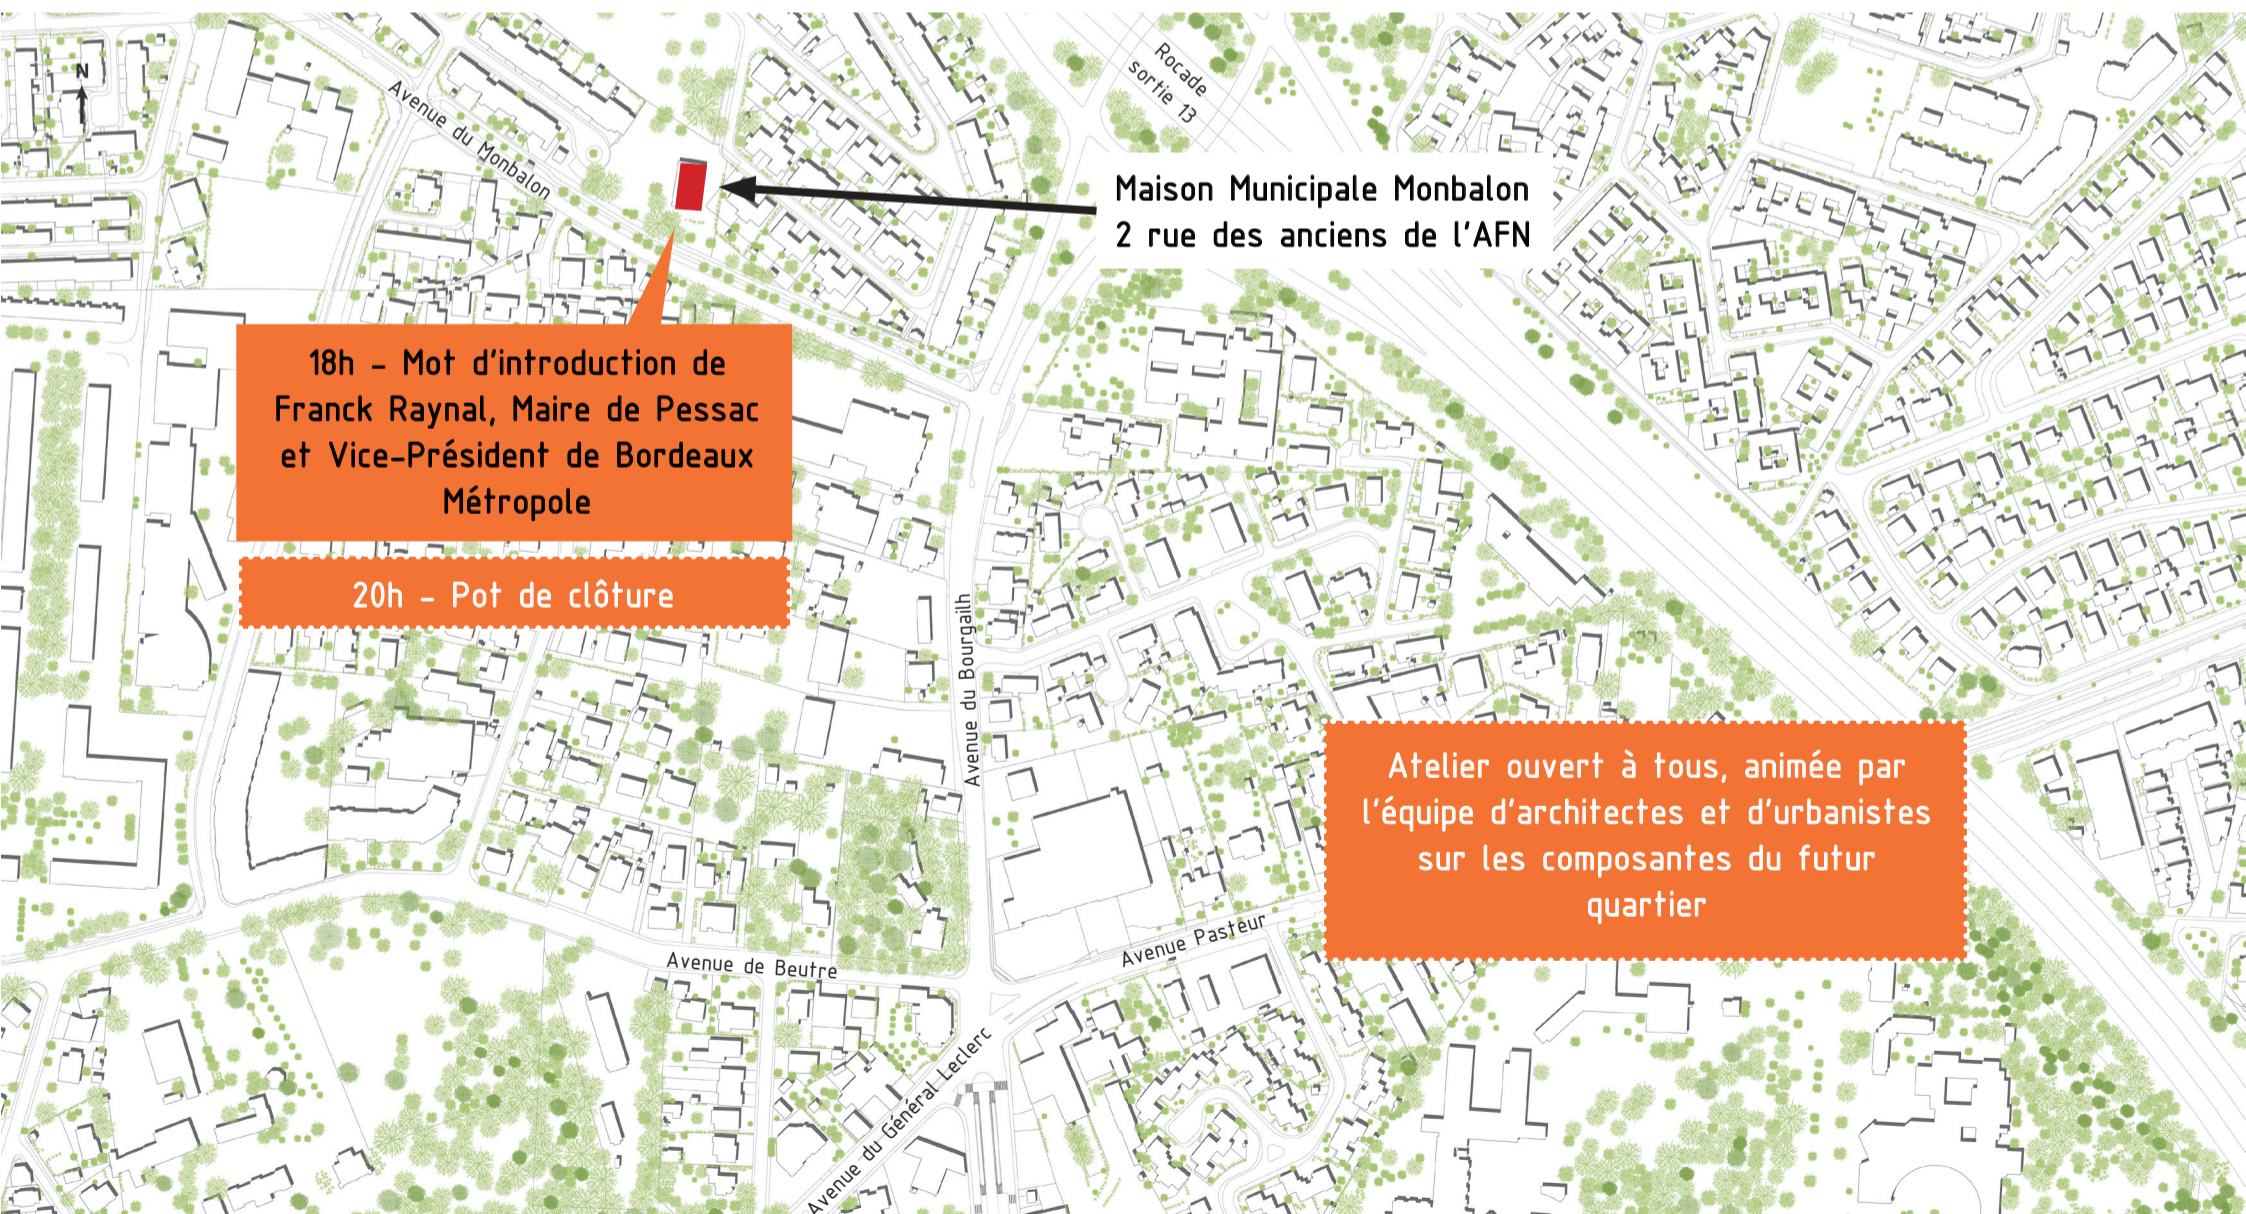 N
Avenue du Monbalon
Rocade
sortie 13
Maison Municipale Monbalon
2 rue des anciens de l'AFN
18h - Mot d'introduction de
Franck Raynal, Maire de Pessac
et Vice-Président de Bordeaux
Métropole
20h - Pot de clôture
Avenue du Bourgailh
Atelier ouvert à tous, animée par
l'équipe d'architectes et d'urbanistes
sur les composantes du futur
quartier
Avenue Pasteur
Avenue de Beutre
Avenue du Général Leclerc